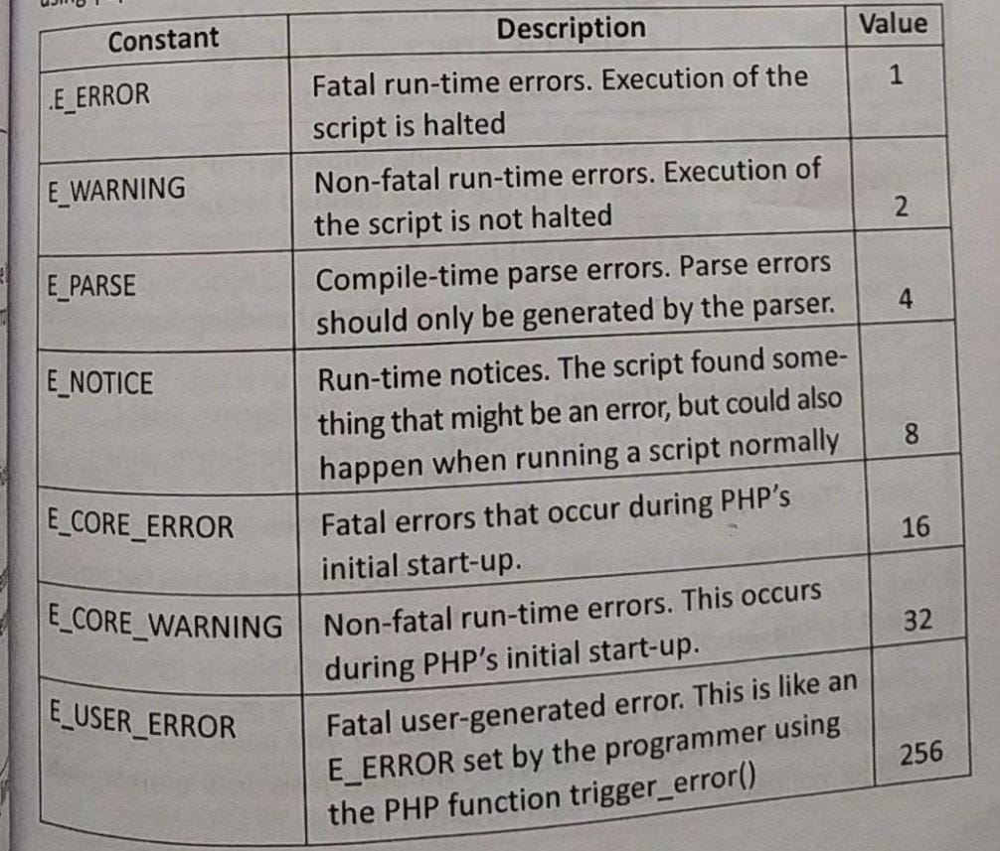 Constant Description Value
.E_ERROR Fatal run-time errors. Execution of the 1
script is halted
E_WARNING Non-fatal run-time errors. Execution of
the script is not halted 2
E_PARSE Compile-time parse errors. Parse errors
should only be generated by the parser. 4
E_NOTICE Run-time notices. The script found some-
thing that might be an error, but could also
happen when running a script normally 8
E_CORE_ERROR Fatal errors that occur during PHP's
initial start-up. 16
E_CORE_WARNING Non-fatal run-time errors. This occurs
during PHP's initial start-up. 32
E_USER_ERROR Fatal user-generated error. This is like an
E_ERROR set by the programmer using
the PHP function trigger_error() 256